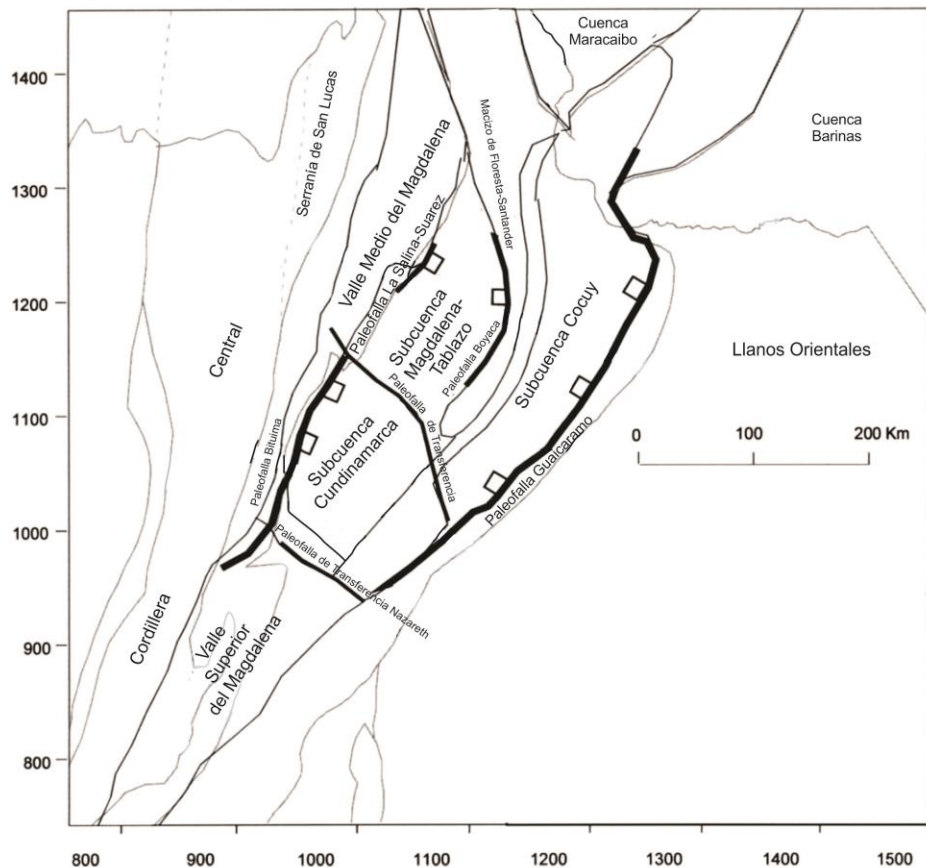 Cuenca
Maracaibo
Cuenca
Barinas
Serranía de San Lucas
Macizo de Floresta-Santander
Valle Medio del Magdalena
Paleofalla La Salina-Suarez
Subcuenca
Magdalena-
Tablazo
Paleofalla Boyaca
Subcuenca Cocuy
Llanos Orientales
Central
Paleofalla de Transferencia
Paleofalla Bituima
Subcuenca
Cundinamarca
Paleofalla Guaicaramo
0 100 200 Km
Paleofalla de Transferencia Nazareth
Cordillera
Valle
Superior
del Magdalena
1400
1300
1200
1100
1000
900
800
800 900 1000 1100 1200 1300 1400 1500